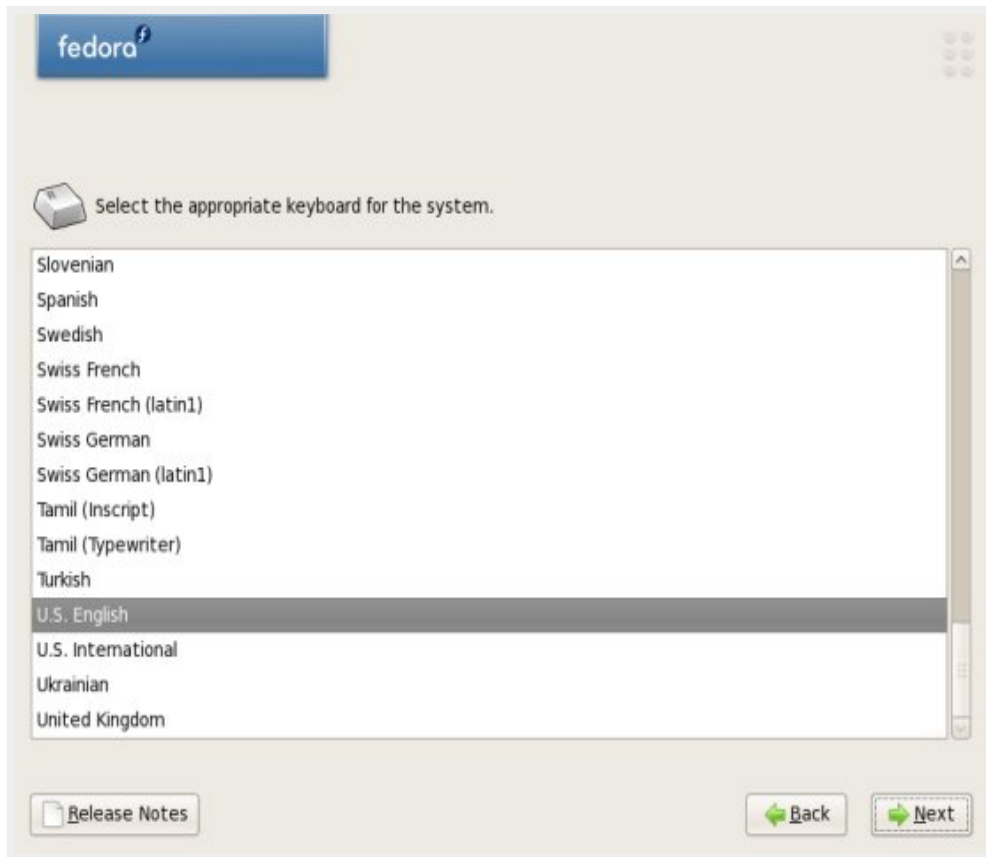 fedora
Select the appropriate keyboard for the system.
Slovenian
Spanish
Swedish
Swiss French
Swiss French (latin1)
Swiss German
Swiss German (latin1)
Tamil (Inscript)
Tamil (Typewriter)
Turkish
U.S. English
U.S. International
Ukrainian
United Kingdom
Release Notes
Back
Next